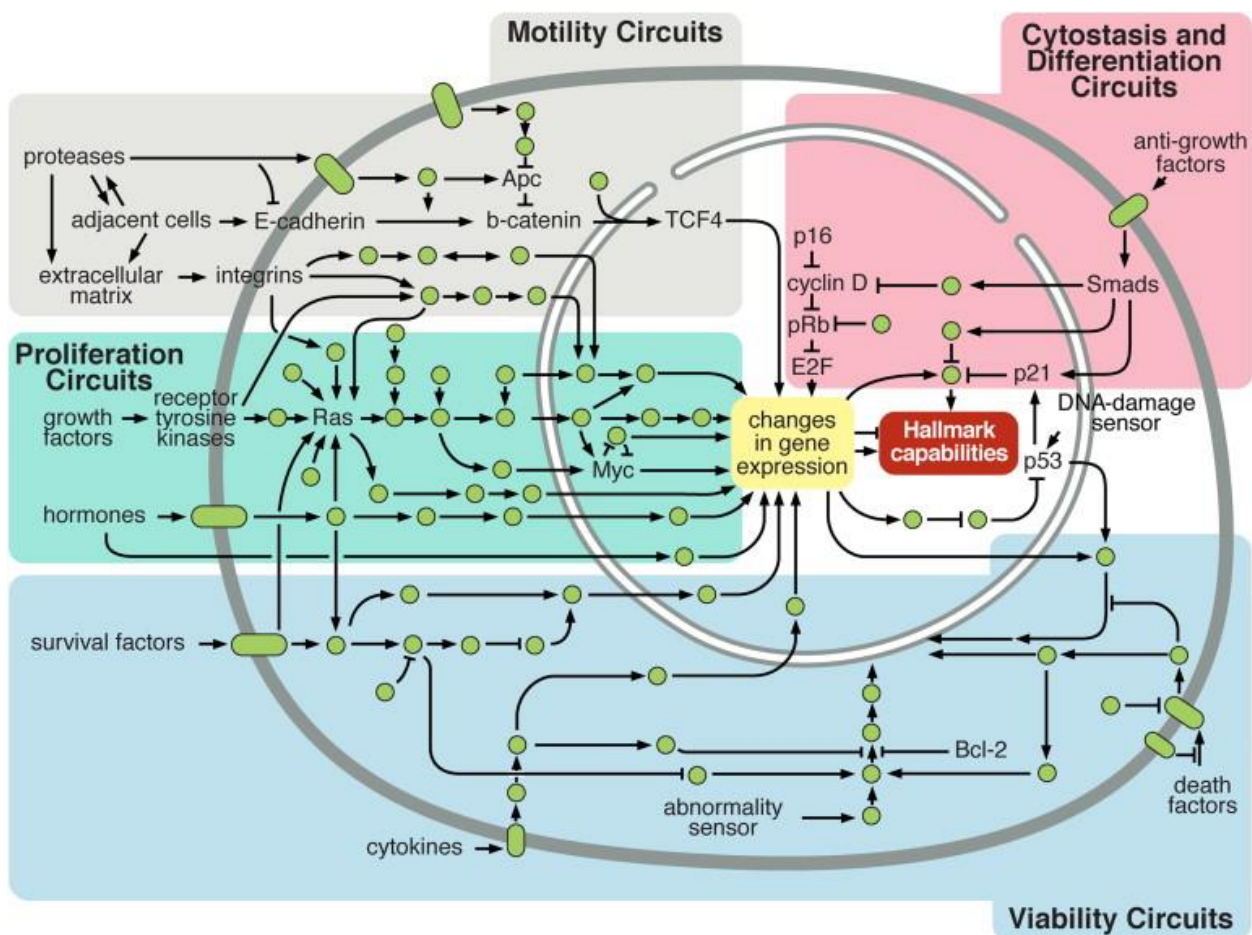 Motility Circuits
Cytostasis and
Differentiation
Circuits
proteases
adjacent cells
E-cadherin
extracellular
matrix
integrins
Apc
b-catenin
TCF4
anti-growth
factors
p16
cyclin D
pRb
E2F
Smads
p21
DNA-damage
sensor
p53
Proliferation
Circuits
growth
factors
receptor
tyrosine
kinases
Ras
Myc
hormones
changes
in gene
expression
Hallmark
capabilities
survival factors
cytokines
abnormality
sensor
Bcl-2
death
factors
Viability Circuits